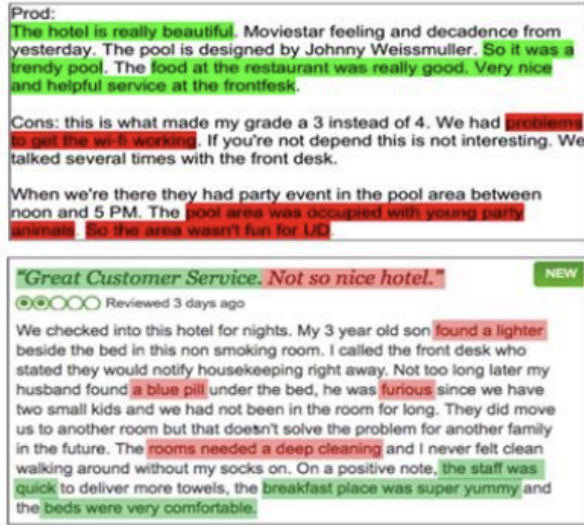 Prod:
The hotel is really beautiful. Moviestar feeling and decadence from
yesterday. The pool is designed by Johnny Weissmuller. So it was a
trendy pool. The food at the restaurant was really good. Very nice
and helpful service at the frontfesk.
Cons: this is what made my grade a 3 instead of 4. We had problems
to get the wi-fi working. If you're not depend this is not interesting. We
talked several times with the front desk.
When we're there they had party event in the pool area between
noon and 5 PM. The pool area was occupied with young party
animals. So the area wasn't fun for UD.
“Great Customer Service. Not so nice hotel.”
NEW
Reviewed 3 days ago
We checked into this hotel for nights. My 3 year old son found a lighter
beside the bed in this non smoking room. I called the front desk who
stated they would notify housekeeping right away. Not too long later my
husband found a blue pill under the bed, he was furious since we have
two small kids and we had not been in the room for long. They did move
us to another room but that doesn't solve the problem for another family
in the future. The rooms needed a deep cleaning and I never felt clean
walking around without my socks on. On a positive note, the staff was
quick to deliver more towels, the breakfast place was super yummy and
the beds were very comfortable.